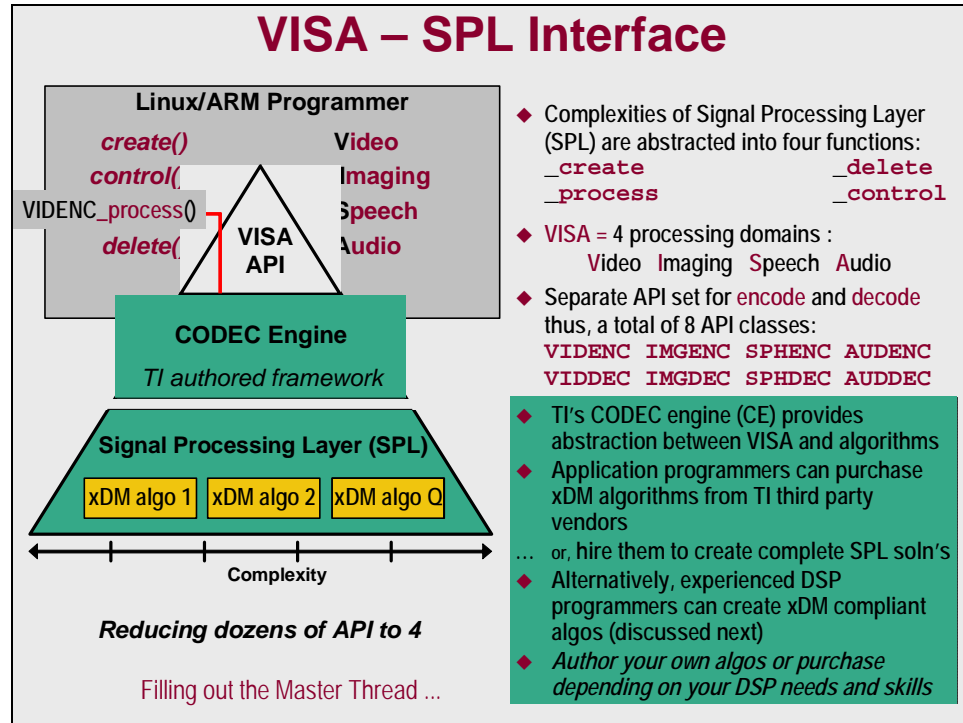 VISA – SPL Interface
Linux/ARM Programmer
create()
Video
control()
Imaging
VIDENC_process()
Speech
delete()
Audio
VISA
API
CODEC Engine
TI authored framework
Signal Processing Layer (SPL)
xDM algo 1
xDM algo 2
xDM algo Q
Complexity
Reducing dozens of API to 4
Filling out the Master Thread ...
◆ Complexities of Signal Processing Layer
(SPL) are abstracted into four functions:
_create _delete
_process _control
◆ VISA = 4 processing domains :
Video Imaging Speech Audio
◆ Separate API set for encode and decode
thus, a total of 8 API classes:
VIDENC IMGENC SPHENC AUDENC
VIDDEC IMGDEC SPHDEC AUDDEC
◆ TI's CODEC engine (CE) provides
abstraction between VISA and algorithms
◆ Application programmers can purchase
xDM algorithms from TI third party
vendors
... or, hire them to create complete SPL soln's
◆ Alternatively, experienced DSP
programmers can create xDM compliant
algos (discussed next)
◆ Author your own algos or purchase
depending on your DSP needs and skills